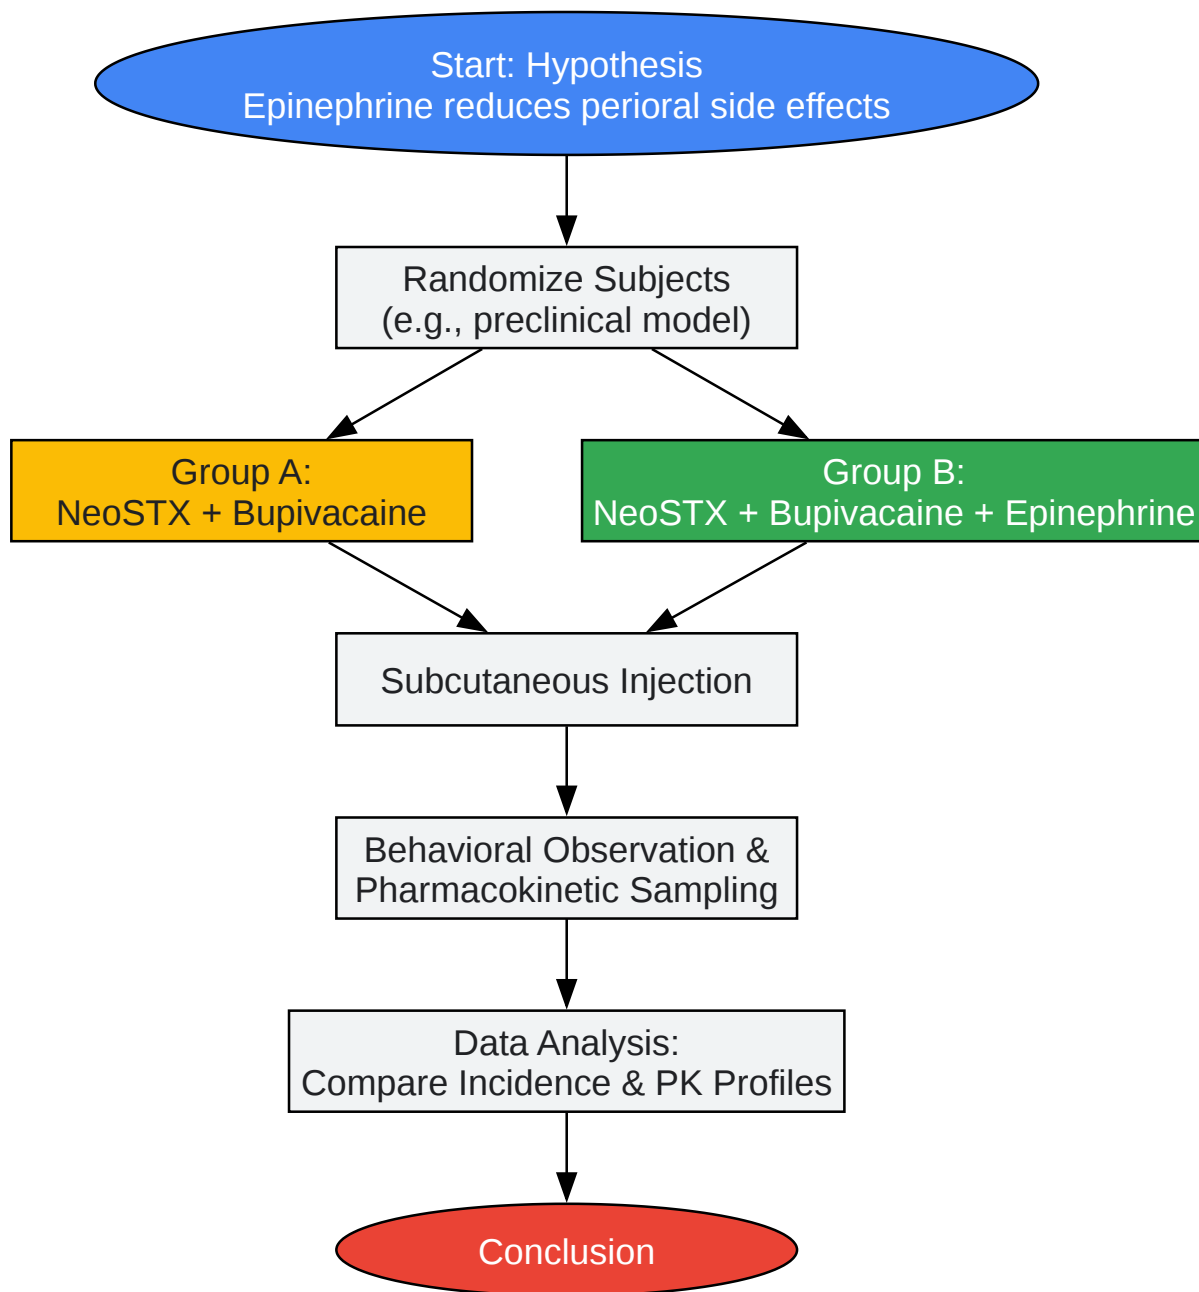 Start: Hypothesis
Epinephrine reduces perioral side effects
Randomize Subjects
(e.g., preclinical model)
Group A:
NeoSTX + Bupivacaine
Group B:
NeoSTX + Bupivacaine + Epinephrine
Subcutaneous Injection
Behavioral Observation &
Pharmacokinetic Sampling
Data Analysis:
Compare Incidence & PK Profiles
Conclusion